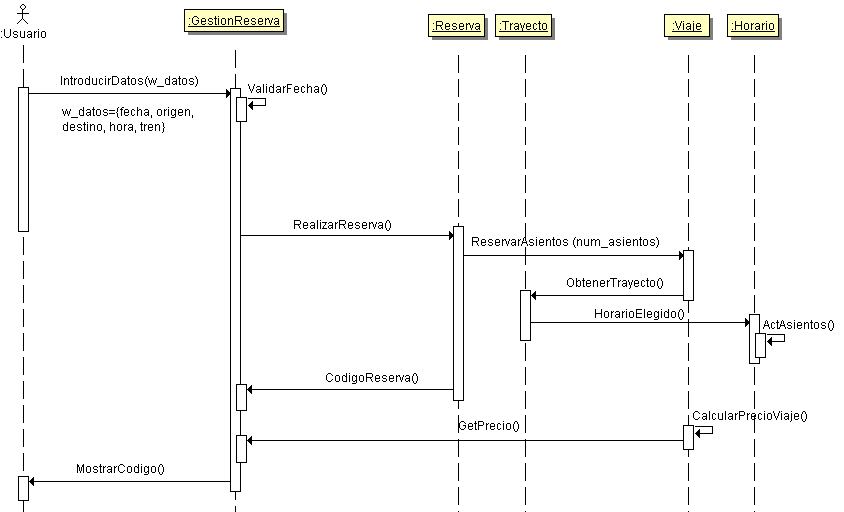 :Usuario
:GestionReserva
:Reserva
:Trayecto
:Viaje
:Horario
IntroducirDatos(w_datos)
ValidarFecha()
w_datos={fecha, origen,
destino, hora, tren}
RealizarReserva()
ReservarAsientos (num_asientos)
ObtenerTrayecto()
HorarioElegido()
ActAsientos()
CodigoReserva()
CalcularPrecioViaje()
GetPrecio()
MostrarCodigo()